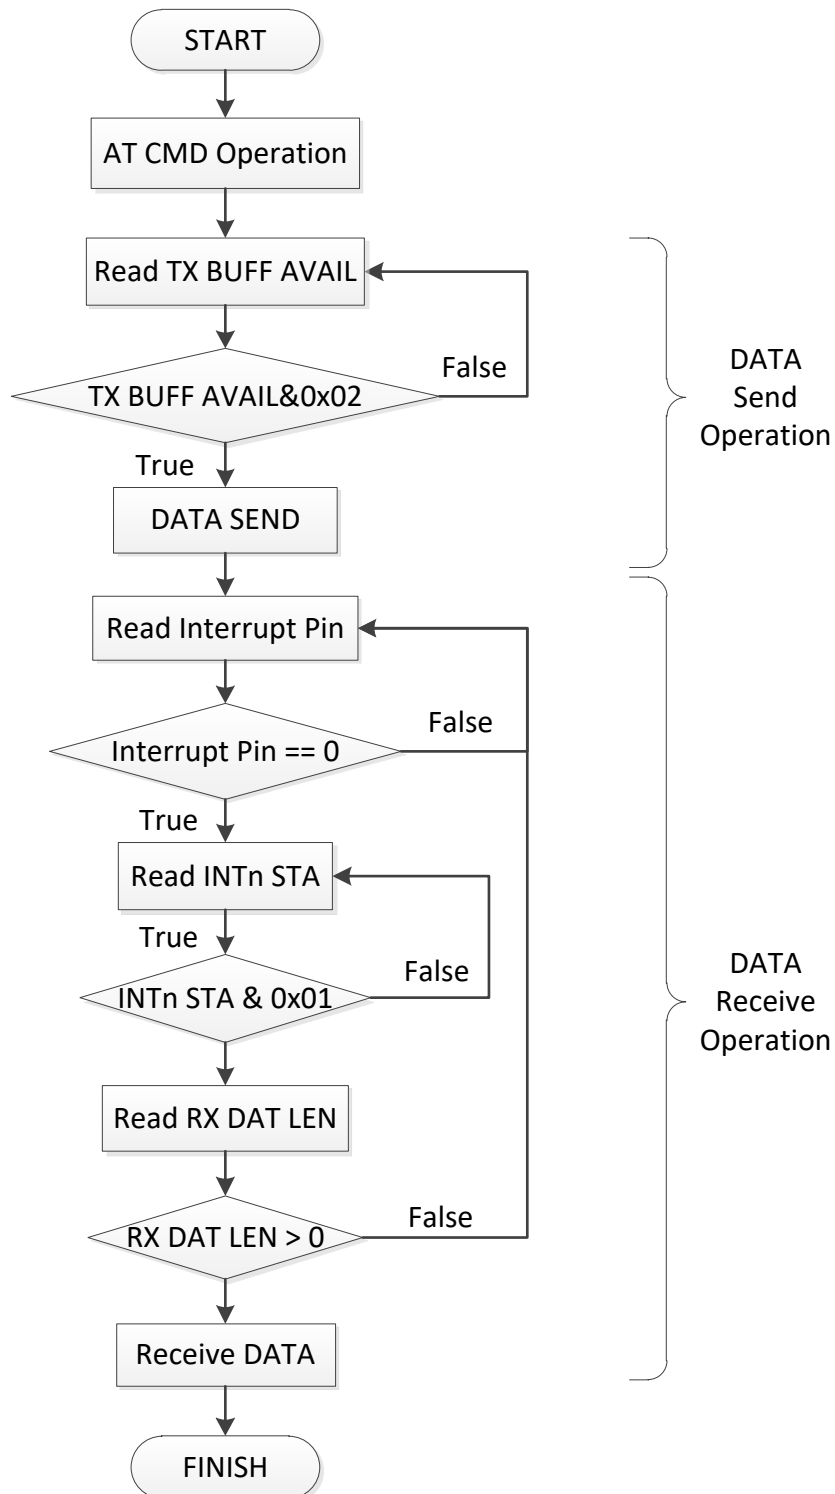 START
AT CMD Operation
Read TX BUFF AVAIL
TX BUFF AVAIL&0x02
False
True
DATA SEND
DATA
Send
Operation
Read Interrupt Pin
Interrupt Pin == 0
False
True
Read INTn STA
True
INTn STA & 0x01
False
Read RX DAT LEN
RX DAT LEN > 0
False
Receive DATA
DATA
Receive
Operation
FINISH